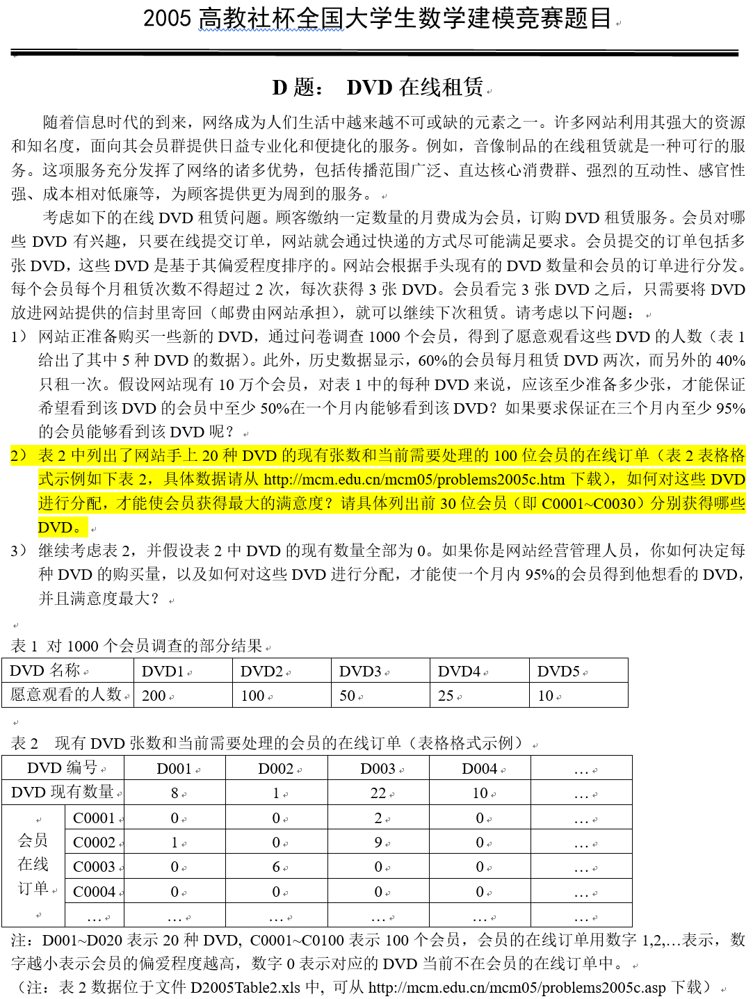 2005 高教社杯全国大学生数学建模竞赛题目
D 题： DVD 在线租赁
随着信息时代的到来，网络成为人们生活中越来越不可或缺的元素之一。许多网站利用其强大的资源
和知名度，面向其会员群提供日益专业化和便捷化的服务。例如，音像制品的在线租赁就是一种可行的服
务。这项服务充分发挥了网络的诸多优势，包括传播范围广泛、直达核心消费群、强烈的互动性、感官性
强、成本相对低廉等，为顾客提供更为周到的服务。
考虑如下的在线 DVD 租赁问题。顾客缴纳一定数量的月费成为会员，订购 DVD 租赁服务。会员对哪
些 DVD 有兴趣，只要在线提交订单，网站就会通过快递的方式尽可能满足要求。会员提交的订单包括多
张 DVD，这些 DVD 是基于其偏爱程度排序的。网站会根据手头现有的 DVD 数量和会员的订单进行分发。
每个会员每个月租赁次数不得超过 2 次，每次获得 3 张 DVD。会员看完 3 张 DVD 之后，只需要将 DVD
放进网站提供的信封里寄回（邮费由网站承担），就可以继续下次租赁。请考虑以下问题：
1） 网站正准备购买一些新的 DVD，通过问卷调查 1000 个会员，得到了愿意观看这些 DVD 的人数（表 1
给出了其中 5 种 DVD 的数据）。此外，历史数据显示，60%的会员每月租赁 DVD 两次，而另外的 40%
只租一次。假设网站现有 10 万个会员，对表 1 中的每种 DVD 来说，应该至少准备多少张，才能保证
希望看到该 DVD 的会员中至少 50%在一个月内能够看到该 DVD？如果要求保证在三个月内至少 95%
的会员能够看到该 DVD 呢？
2） 表 2 中列出了网站手上 20 种 DVD 的现有张数和当前需要处理的 100 位会员的在线订单（表 2 表格格
式示例如下表 2，具体数据请从 http://mcm.edu.cn/mcm05/problems2005c.htm 下载），如何对这些 DVD
进行分配，才能使会员获得最大的满意度？请具体列出前 30 位会员（即 C0001~C0030）分别获得哪些
DVD。
3） 继续考虑表 2，并假设表 2 中 DVD 的现有数量全部为 0。如果你是网站经营管理人员，你如何决定每
种 DVD 的购买量，以及如何对这些 DVD 进行分配，才能使一个月内 95%的会员得到他想看的 DVD，
并且满意度最大？
表 1 对 1000 个会员调查的部分结果
DVD 名称 DVD1 DVD2 DVD3 DVD4 DVD5
愿意观看的人数 200 100 50 25 10
表 2 现有 DVD 张数和当前需要处理的会员的在线订单（表格格式示例）
DVD 编号 D001 D002 D003 D004 …
DVD 现有数量 8 1 22 10 …
会员在线订单 C0001 0 0 2 0 …
C0002 1 0 9 0 …
C0003 0 6 0 0 …
C0004 0 0 0 0 …
… … … … … …
注：D001~D020 表示 20 种 DVD, C0001~C0100 表示 100 个会员，会员的在线订单用数字 1,2,…表示，数
字越小表示会员的偏爱程度越高，数字 0 表示对应的 DVD 当前不在会员的在线订单中。
（注：表 2 数据位于文件 D2005Table2.xls 中, 可从 http://mcm.edu.cn/mcm05/problems2005c.asp 下载）